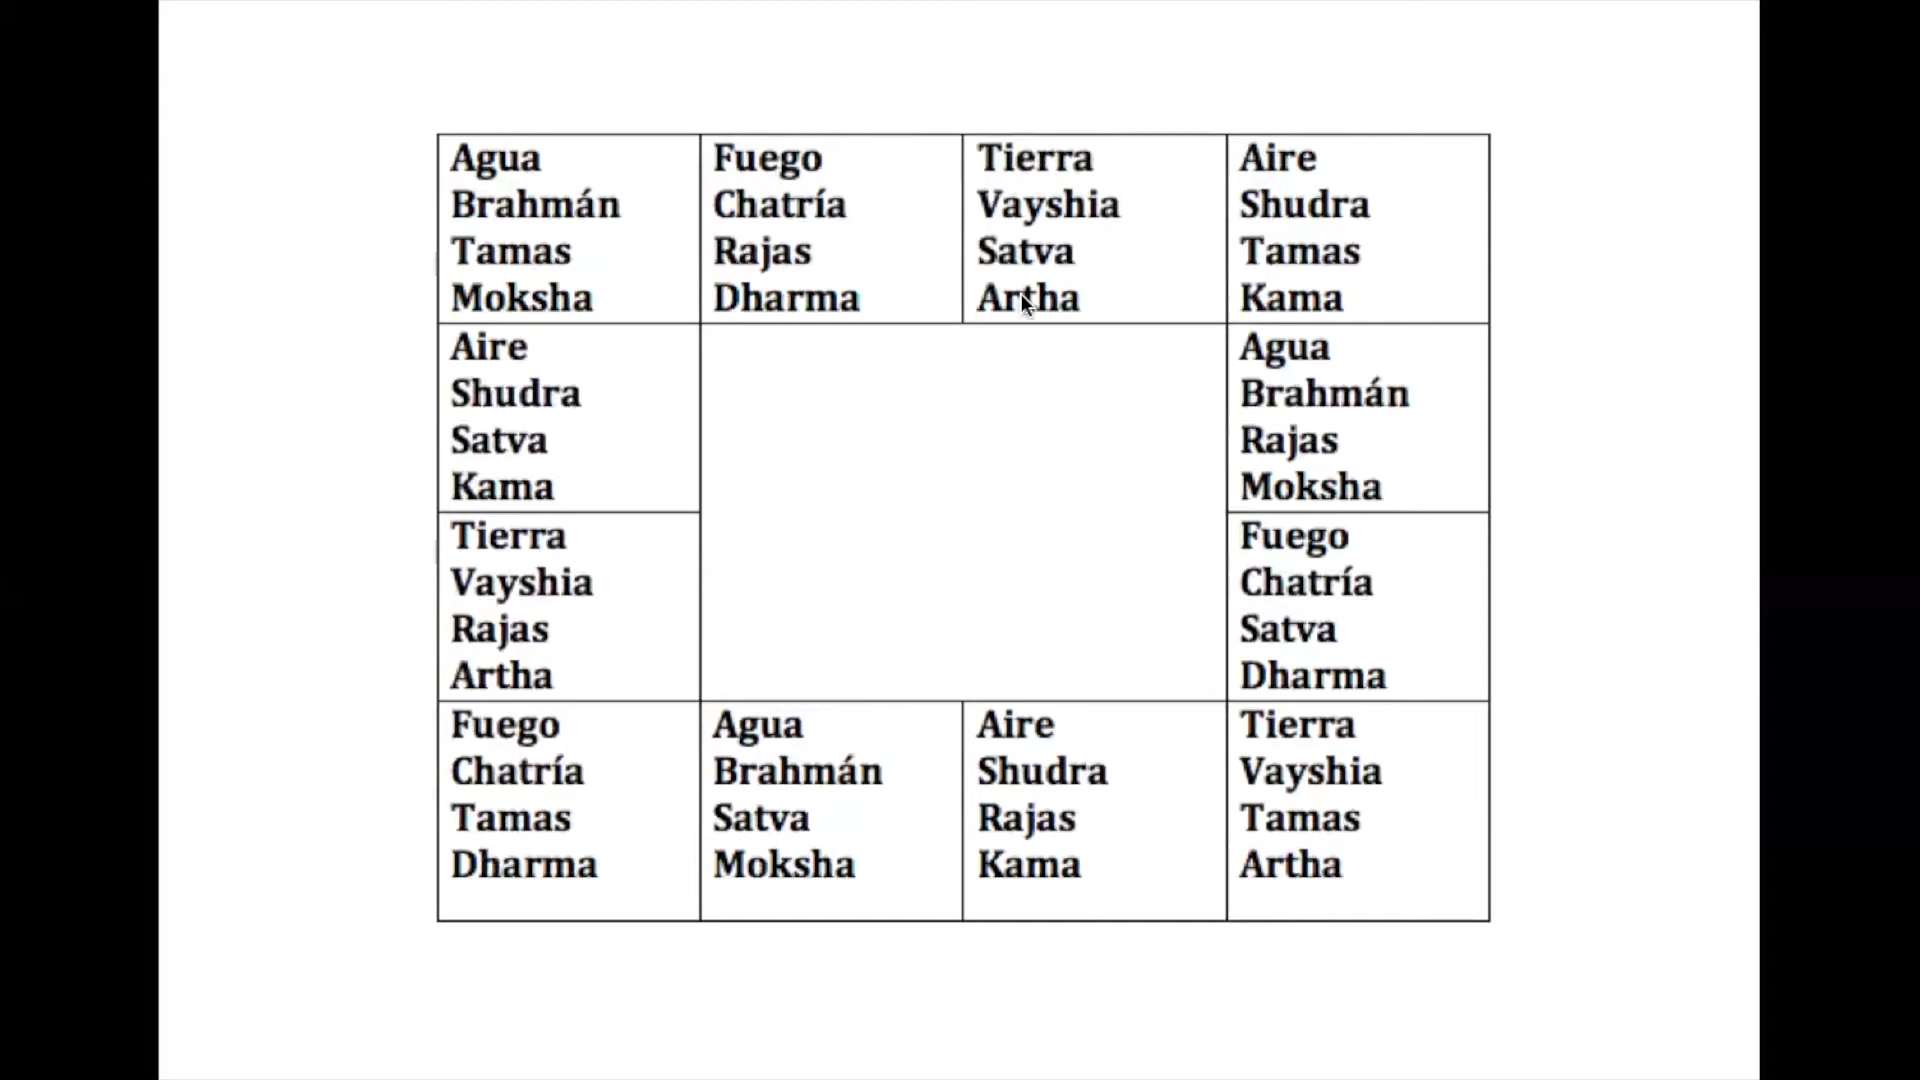 Agua
Brahmán
Tamas
Moksha
Fuego
Chatría
Rajas
Dharma
Tierra
Vayshia
Satva
Artha
Aire
Shudra
Tamas
Kama
Aire
Shudra
Satva
Kama
Agua
Brahmán
Rajas
Moksha
Tierra
Vayshia
Rajas
Artha
Fuego
Chatría
Satva
Dharma
Fuego
Chatría
Tamas
Dharma
Agua
Brahmán
Satva
Moksha
Aire
Shudra
Rajas
Kama
Tierra
Vayshia
Tamas
Artha